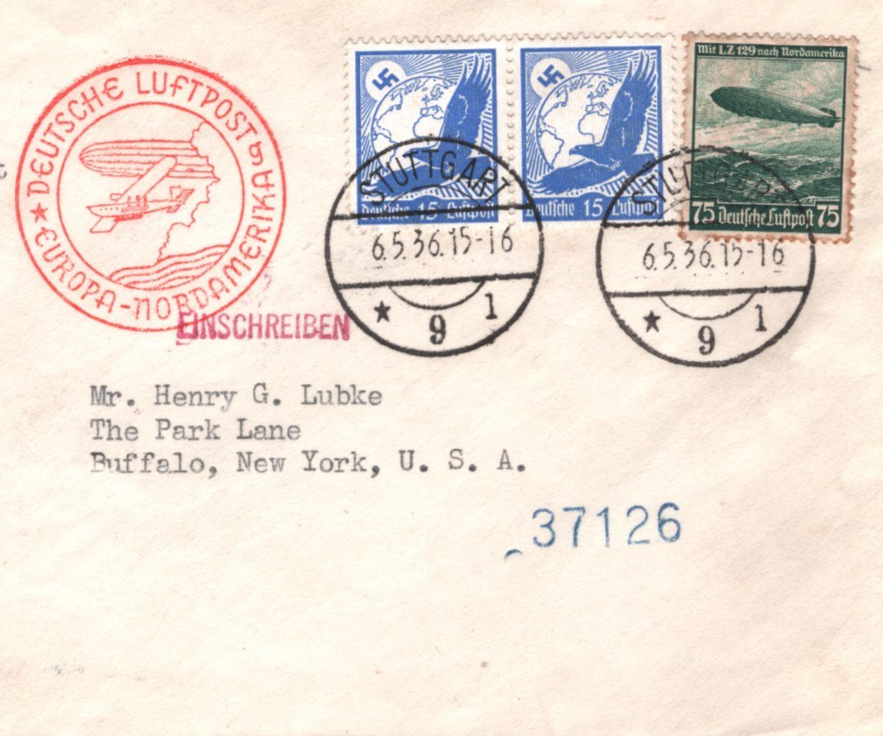 DEUTSCHE LUFTPOST
EUROPA-NORDAMERIKA a
Deutsche 15 Luftpost
Deutsche 15 Luftpost
Mit LZ 129 nach Nordamerika
75 Deutsche Luftpost 75
STUTTGART
6.5.36.15-16
9 1
STUTTGART
6.5.36.15-16
9 1
EINSCHREIBEN
Mr. Henry G. Lubke
The Park Lane
Buffalo, New York, U. S. A.
37126